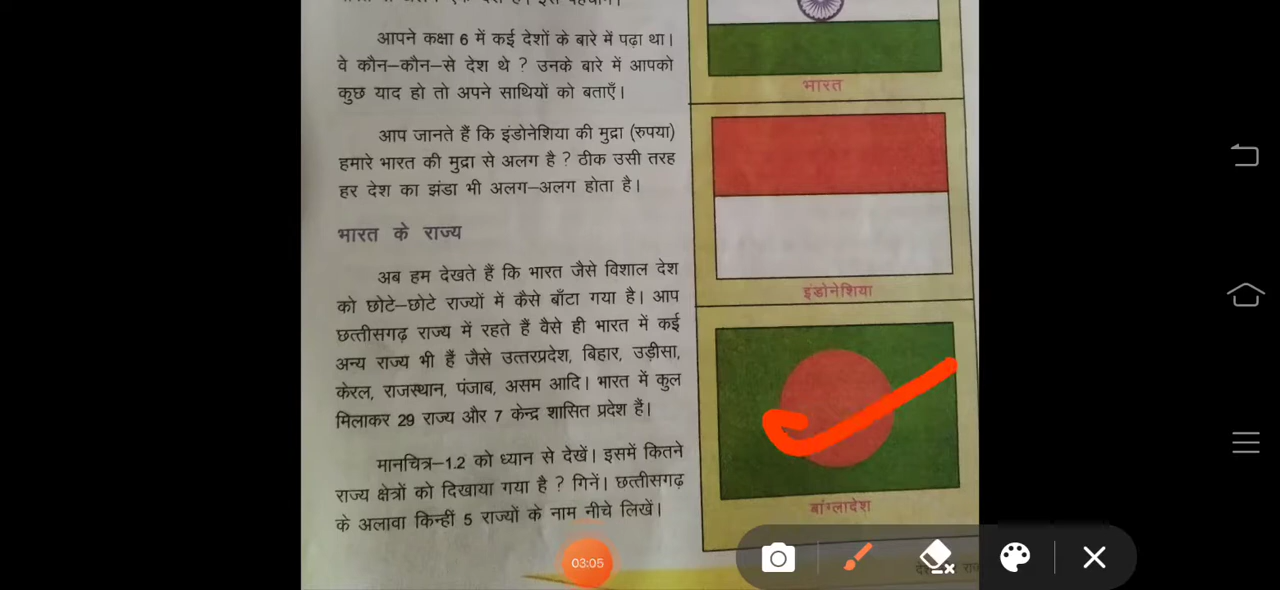 आपने कक्षा 6 में कई देशों के बारे में पढ़ा था।
वे कौन–कौन–से देश थे ? उनके बारे में आपको
कुछ याद हो तो अपने साथियों को बताएँ।
आप जानते हैं कि इंडोनेशिया की मुद्रा (रुपया)
हमारे भारत की मुद्रा से अलग है ? ठीक उसी तरह
हर देश का झंडा भी अलग–अलग होता है।
भारत के राज्य
अब हम देखते हैं कि भारत जैसे विशाल देश
को छोटे–छोटे राज्यों में कैसे बाँटा गया है। आप
छत्तीसगढ़ राज्य में रहते हैं वैसे ही भारत में कई
अन्य राज्य भी हैं जैसे उत्तरप्रदेश, बिहार, उड़ीसा,
केरल, राजस्थान, पंजाब, असम आदि। भारत में कुल
मिलाकर 29 राज्य और 7 केन्द्र शासित प्रदेश हैं।
मानचित्र–1.2 को ध्यान से देखें। इसमें कितने
राज्य क्षेत्रों को दिखाया गया है ? गिनें। छत्तीसगढ़
के अलावा किन्हीं 5 राज्यों के नाम नीचे लिखें।
भारत
इंडोनेशिया
बांग्लादेश
03:05